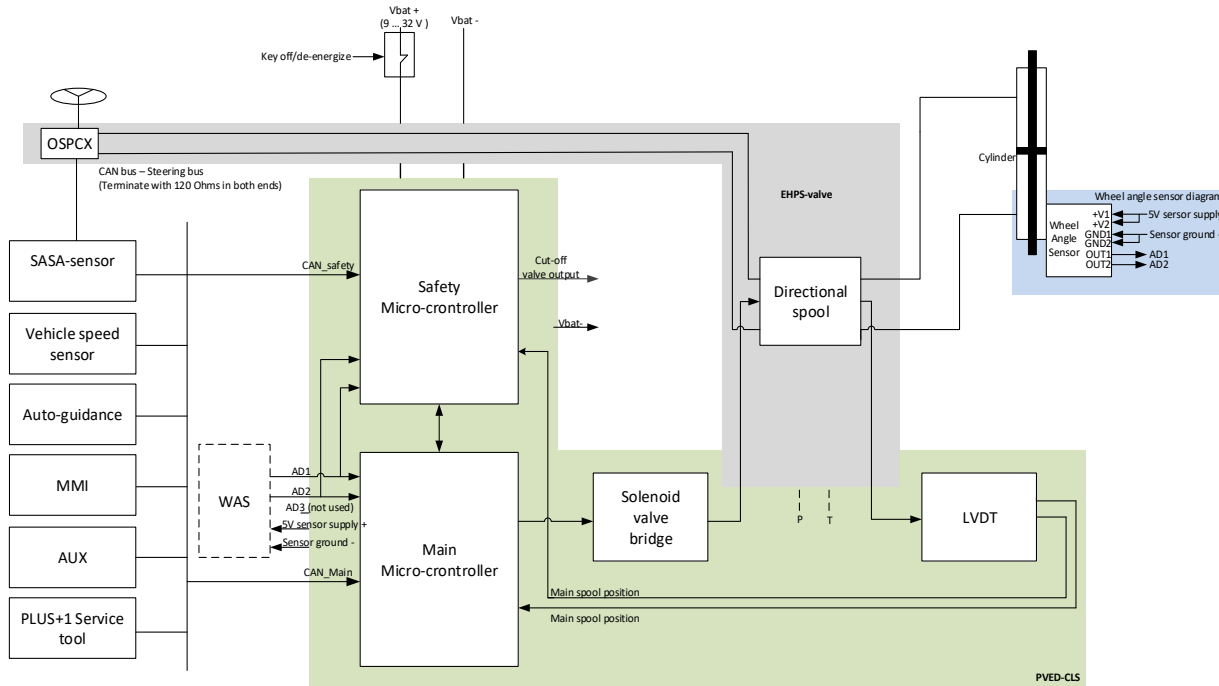 Vbat +
(9 ... 32 V )
Vbat -
Key off/de-energize
OSPCX
CAN bus – Steering bus
(Terminate with 120 Ohms in both ends)
EHPS-valve
Cylinder
Wheel angle sensor diagram
Wheel
Angle
Sensor
+V1
+V2
GND1
GND2
OUT1
OUT2
5V sersor supply
Sensor ground -
AD1
AD2
SASA-sensor
CAN_safety
Safety
Micro-crontroller
Cut-off
valve output
Vbat-
Directional
spool
Vehicle speed
sensor
Auto-guidance
MMI
WAS
AD1
AD2
AD3 (not used)
5V sensor supply +
Sensor ground -
CAN_Main
Main
Micro-crontroller
Solenoid
valve
bridge
P
T
LVDT
AUX
PLUS+1 Service
tool
Main spool position
Main spool position
PVED-CLS